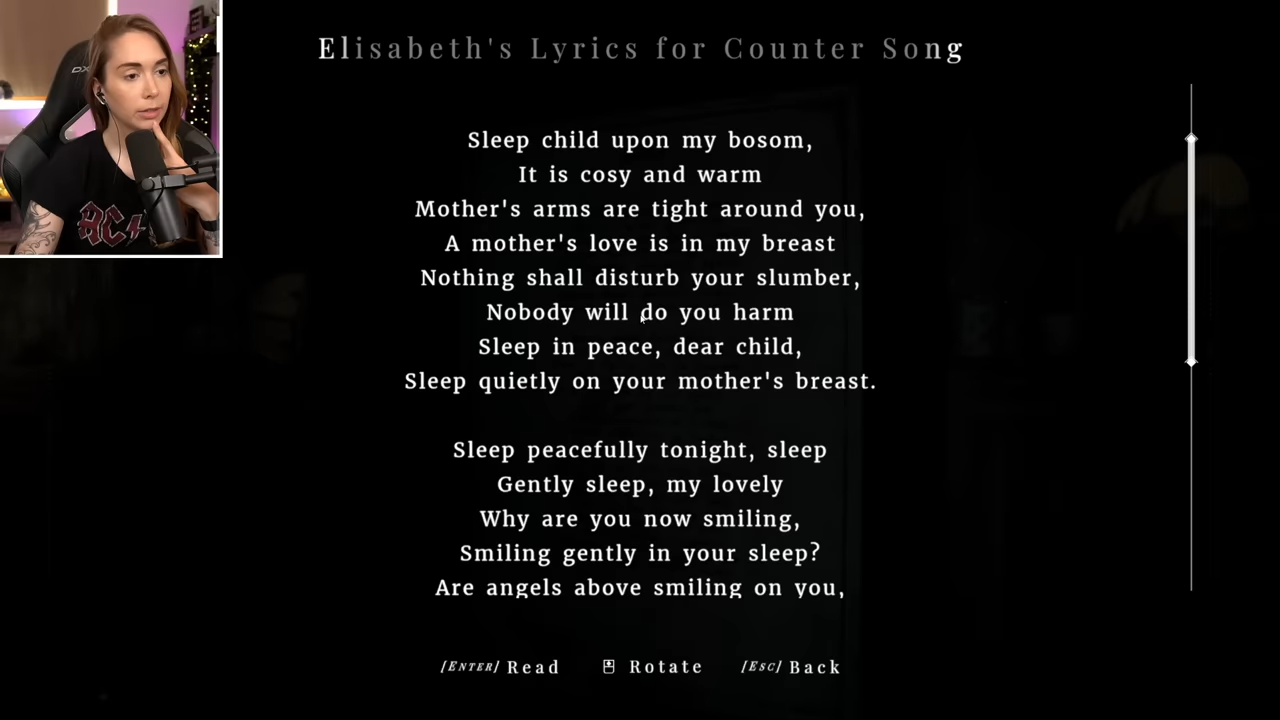 Elisabeth's Lyrics for Counter Song
Sleep child upon my bosom,
It is cosy and warm
Mother's arms are tight around you,
A mother's love is in my breast
Nothing shall disturb your slumber,
Nobody will do you harm
Sleep in peace, dear child,
Sleep quietly on your mother's breast.
Sleep peacefully tonight, sleep
Gently sleep, my lovely
Why are you now smiling,
Smiling gently in your sleep?
Are angels above smiling on you,
[ENTER] Read Rotate [ESC] Back